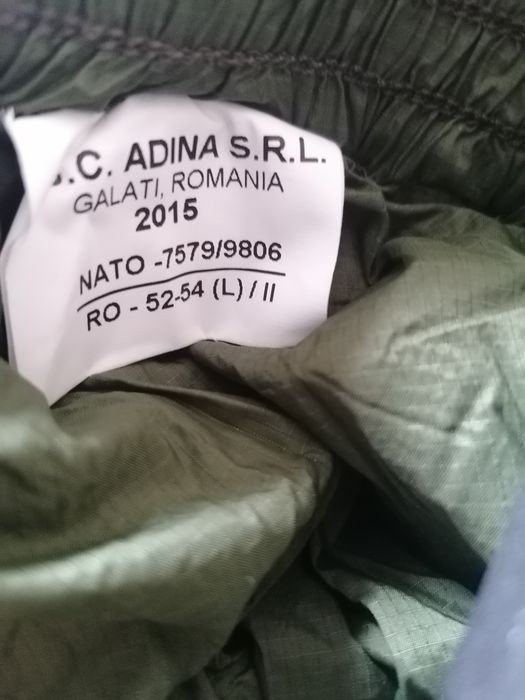 .C. ADINA S.R.L.
GALATI, ROMANIA
2015
NATO -7579/9806
RO - 52-54 (L) / II